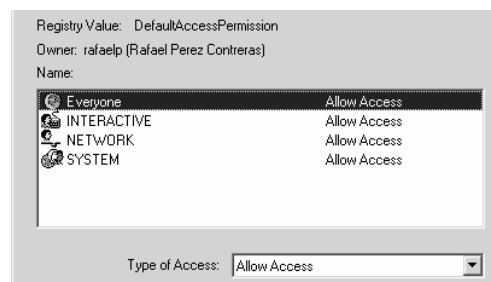 Registry Value: DefaultAccessPermission
Owner: rafaelp (Rafael Perez Contreras)
Name:
Everyone Allow Access
INTERACTIVE Allow Access
NETWORK Allow Access
SYSTEM Allow Access
Type of Access: Allow Access